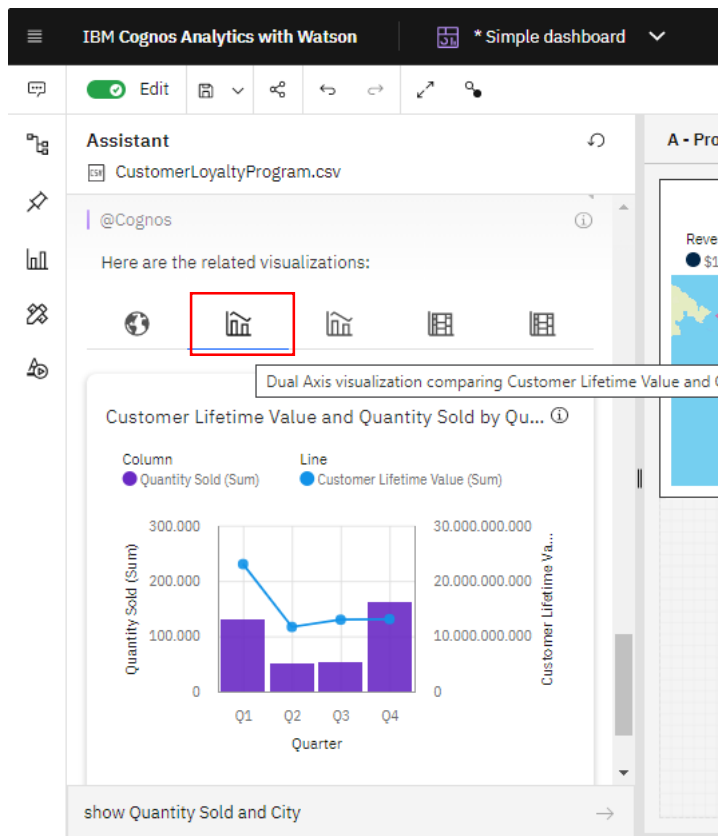 IBM Cognos Analytics with Watson
* Simple dashboard
Edit
Assistant
CSV
CustomerLoyaltyProgram.csv
@Cognos
Here are the related visualizations:
Dual Axis visualization comparing Customer Lifetime Value and
Customer Lifetime Value and Quantity Sold by Qu...
Column
Quantity Sold (Sum)
Line
Customer Lifetime Value (Sum)
Quantity Sold (Sum)
300.000
200.000
100.000
0
30.000.000.000
20.000.000.000
10.000.000.000
0
Customer Lifetime Va...
Q1 Q2 Q3 Q4
Quarter
show Quantity Sold and City
A - Pro
Reve
$1